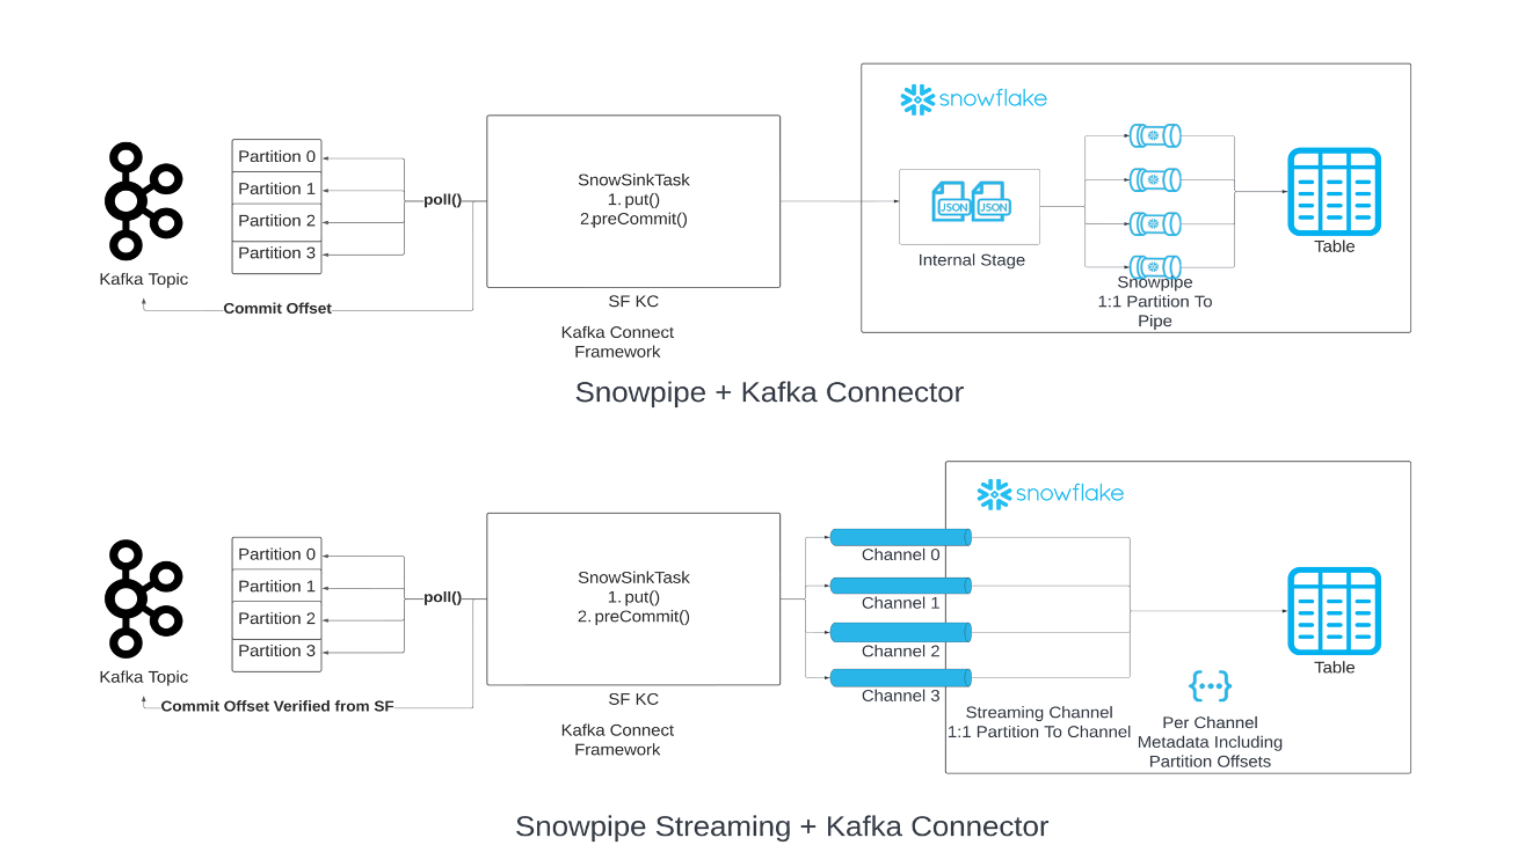 snowflake
Partition 0
Partition 1
Partition 2
Partition 3
poll()
SnowSinkTask
1. put()
2.preCommit()
JSON JSON
Internal Stage
Table
Kafka Topic
Commit Offset
SF KC
Kafka Connect
Framework
Snowpipe
1:1 Partition To
Pipe
Snowpipe + Kafka Connector
snowflake
Partition 0
Partition 1
Partition 2
Partition 3
poll()
SnowSinkTask
1. put()
2. preCommit()
Channel 0
Channel 1
Channel 2
Channel 3
Table
Kafka Topic
Commit Offset Verified from SF
SF KC
Kafka Connect
Framework
Streaming Channel
1:1 Partition To Channel
{...}
Per Channel
Metadata Including
Partition Offsets
Snowpipe Streaming + Kafka Connector